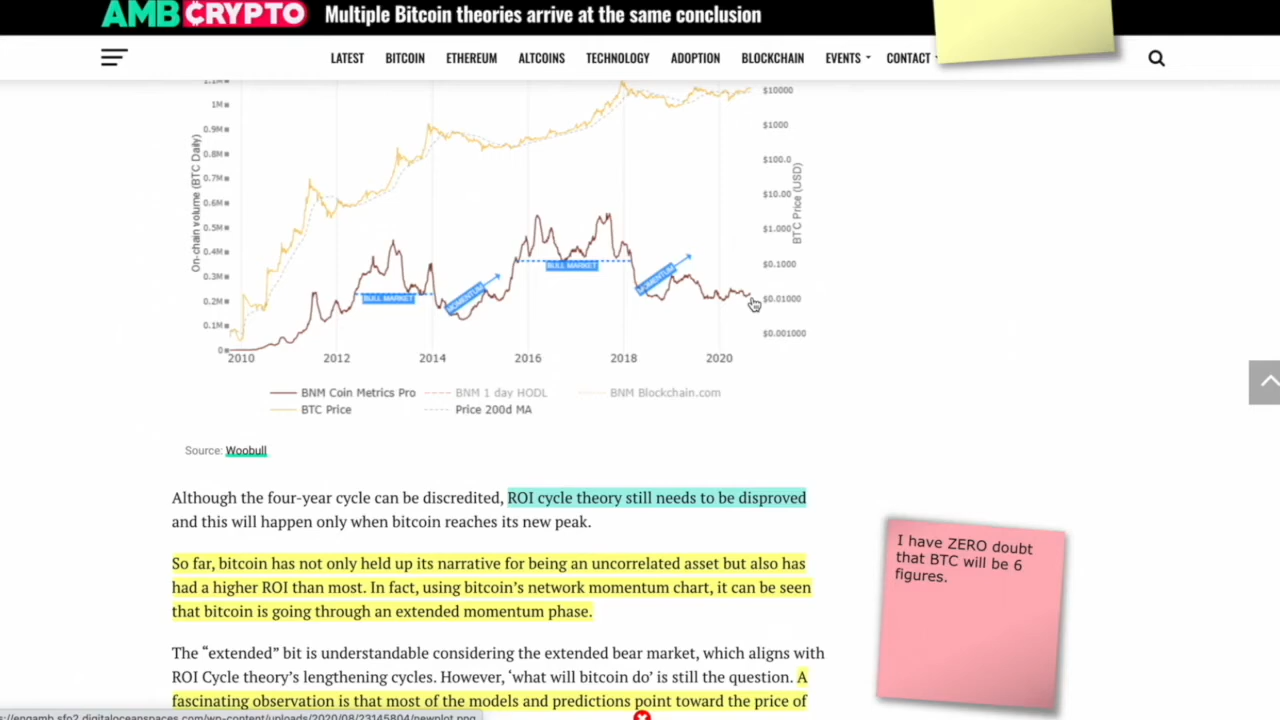 AMBCRYPTO
Multiple Bitcoin theories arrive at the same conclusion
LATEST BITCOIN ETHEREUM ALTCOINS TECHNOLOGY ADOPTION BLOCKCHAIN EVENTS CONTACT
1M
0.9M
0.8M
0.7M
0.6M
0.5M
0.4M
0.3M
0.2M
0.1M
0
On-chain volume (BTC Daily)
$10000
$1000
$100.0
$10.00
$1.000
$0.1000
$0.01000
$0.001000
BTC Price (USD)
BULL MARKET
MOMENTUM
BULL MARKET
MOMENTUM
2010 2012 2014 2016 2018 2020
BNM Coin Metrics Pro BNM 1 day HODL BNM Blockchain.com
BTC Price Price 200d MA
Source: Woobull
Although the four-year cycle can be discredited, ROI cycle theory still needs to be disproved
and this will happen only when bitcoin reaches its new peak.
So far, bitcoin has not only held up its narrative for being an uncorrelated asset but also has
had a higher ROI than most. In fact, using bitcoin's network momentum chart, it can be seen
that bitcoin is going through an extended momentum phase.
The “extended” bit is understandable considering the extended bear market, which aligns with
ROI Cycle theory's lengthening cycles. However, ‘what will bitcoin do’ is still the question. A
fascinating observation is that most of the models and predictions point toward the price of
I have ZERO doubt
that BTC will be 6
figures.